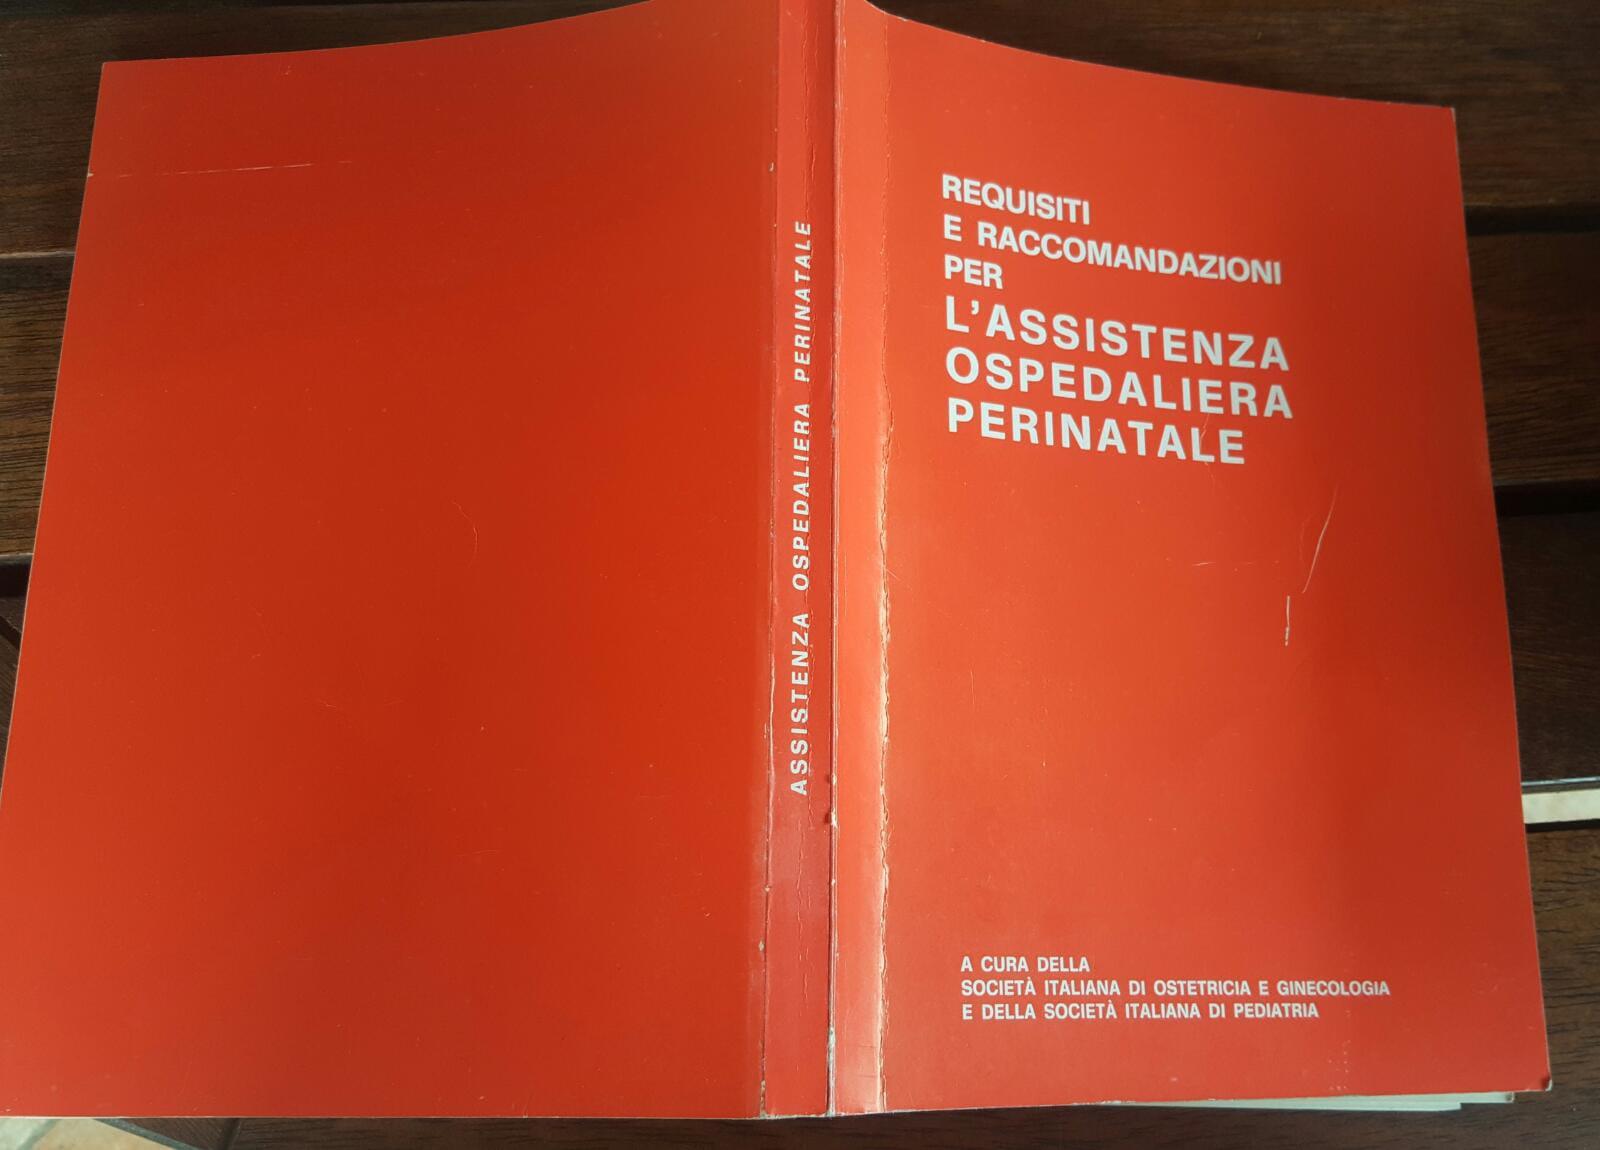 ASSISTENZA OSPEDALIERA PERINATALE
REQUISITI
E RACCOMANDAZIONI
PER
L'ASSISTENZA
OSPEDALIERA
PERINATALE
A CURA DELLA
SOCIETÀ ITALIANA DI OSTETRICIA E GINECOLOGIA
E DELLA SOCIETÀ ITALIANA DI PEDIATRIA